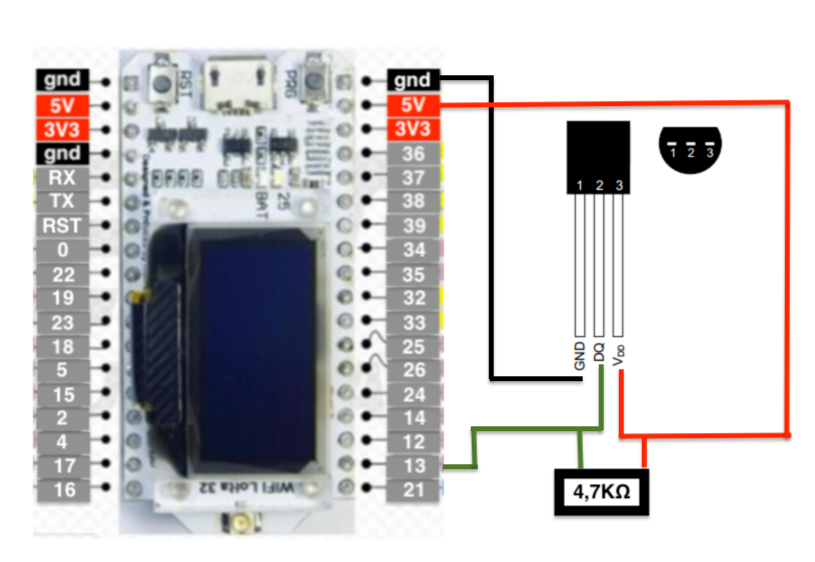 gnd
5V
3V3
gnd
RX
TX
RST
0
22
19
23
18
5
15
2
4
17
16
RST
PRG
BAT
25
WIFI LoRa 32
gnd
5V
3V3
36
37
38
39
34
35
32
33
25
26
24
14
12
13
21
1 2 3
GND
DQ
VDD
1 2 3
4,7KΩ